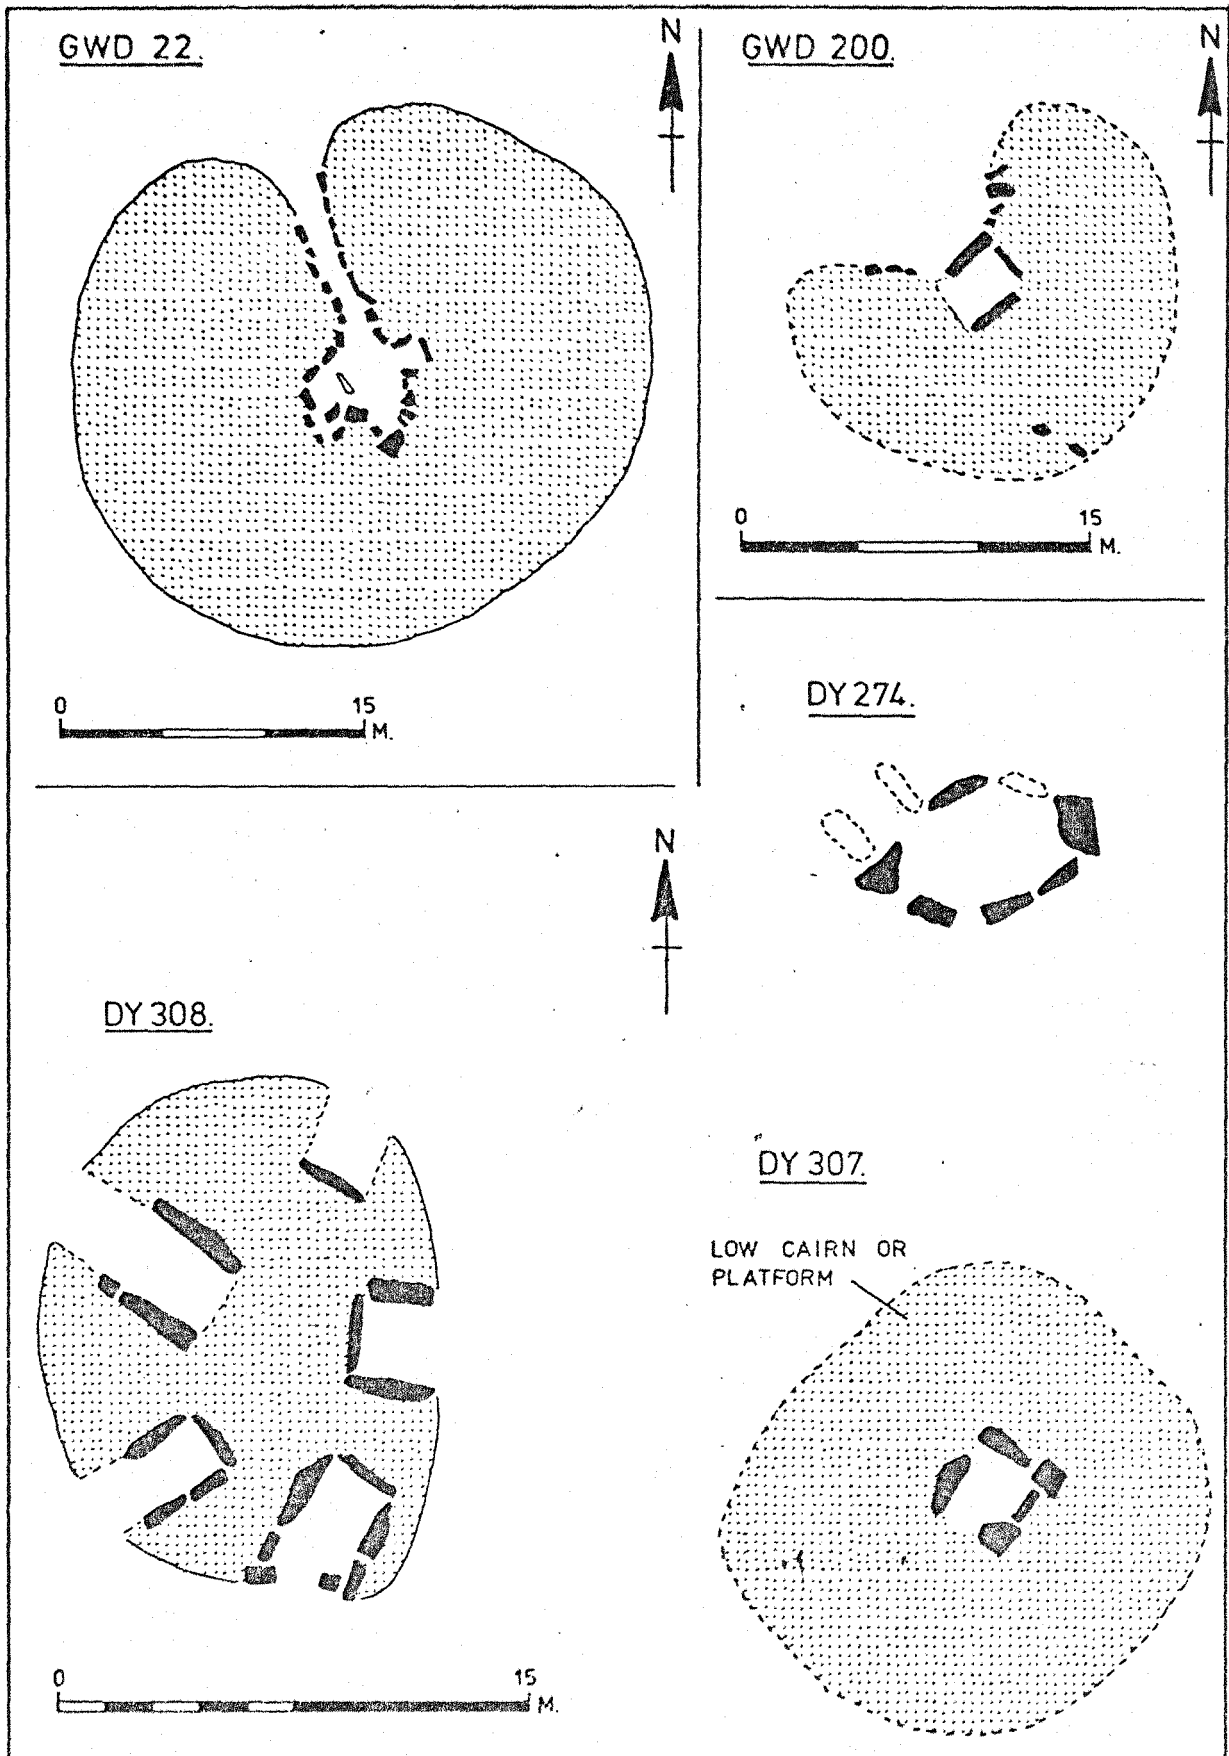 GWD 22.
N
0 15
M.
GWD 200.
N
0 15
M.
DY 274.
N
DY 308.
0 15
M.
DY 307.
LOW CAIRN OR
PLATFORM